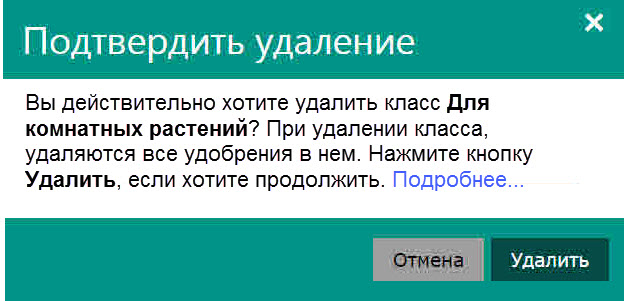 Подтвердить удаление
Вы действительно хотите удалить класс Для
комнатных растений? При удалении класса,
удаляются все удобрения в нем. Нажмите кнопку
Удалить, если хотите продолжить. Подробнее...
Отмена
Удалить